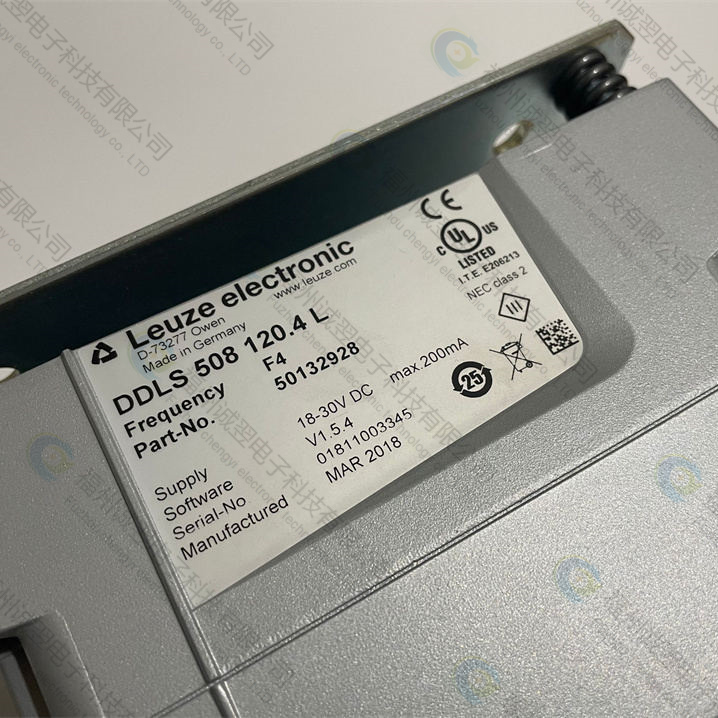 Leuze electronic
D-73277 Owen www.leuze.com
Made in Germany
DDLS 508 120.4 L
Frequency F4
Part-No. 50132928
Supply 18-30V DC max.200mA
Software V1.5.4
Serial-No 01811003345
Manufactured MAR 2018
CE
C UL US
LISTED
I.T.E. E206213
NEC class 2
III
25
福州诚翌电子科技有限公司
fuzhou chengyi electronic technology co., LTD